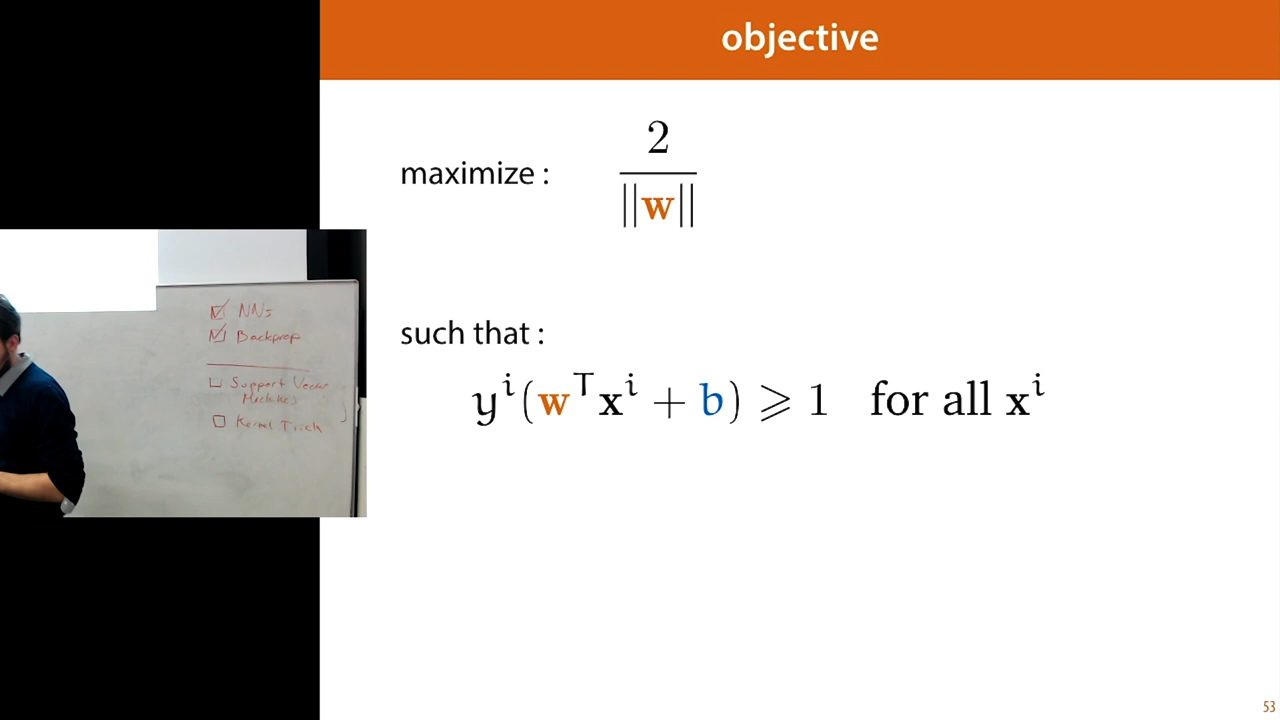 objective
maximize :
2
||w||
such that :
yⁱ(wᵀxⁱ + b) ⩾ 1 for all xⁱ
NNs
Backprop
Support Vector
Machines
Kernel Trick
53